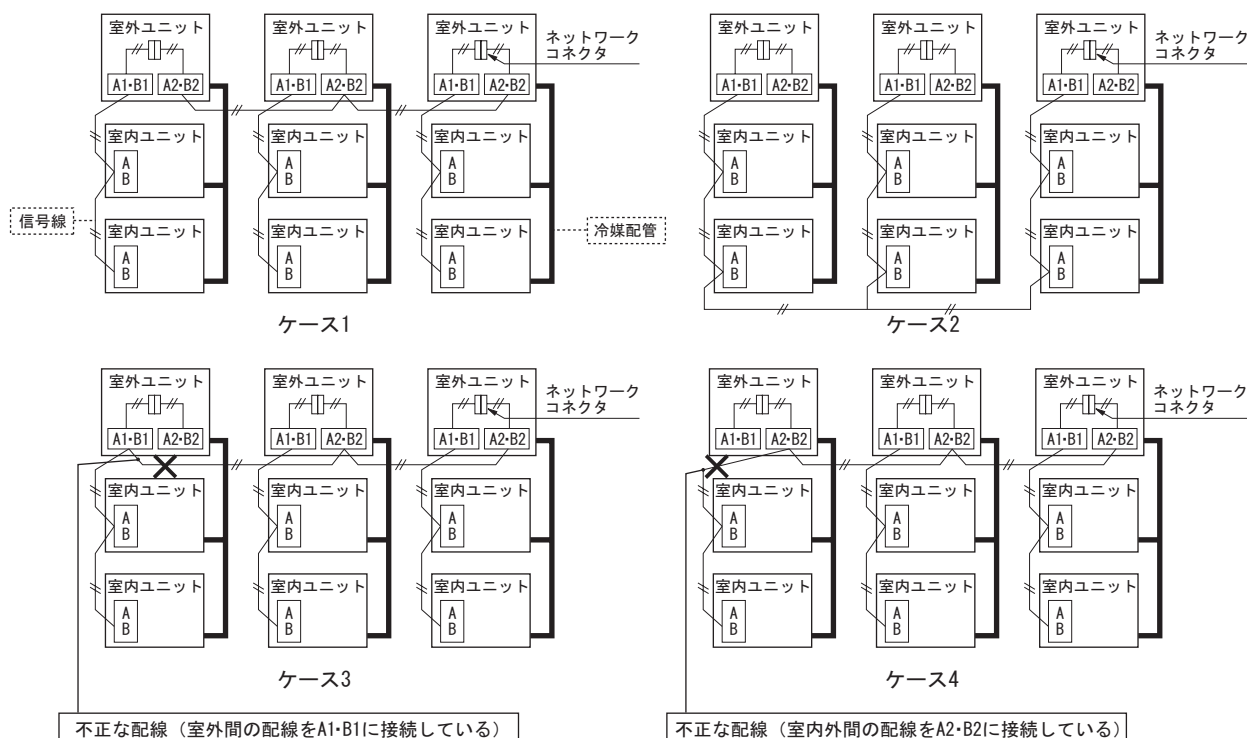 室外ユニット 室外ユニット 室外ユニット ネットワーク
コネクタ
A1・B1 A2・B2 A1・B1 A2・B2 A1・B1 A2・B2
室内ユニット 室内ユニット 室内ユニット
A A A
B B B
信号線
冷媒配管
室内ユニット 室内ユニット 室内ユニット
A A A
B B B
ケース1
室外ユニット 室外ユニット 室外ユニット ネットワーク
コネクタ
A1・B1 A2・B2 A1・B1 A2・B2 A1・B1 A2・B2
室内ユニット 室内ユニット 室内ユニット
A A A
B B B
室内ユニット 室内ユニット 室内ユニット
A A A
B B B
ケース2
室外ユニット 室外ユニット 室外ユニット ネットワーク
コネクタ
A1・B1 A2・B2 A1・B1 A2・B2 A1・B1 A2・B2
室内ユニット 室内ユニット 室内ユニット
A A A
B B B
室内ユニット 室内ユニット 室内ユニット
A A A
B B B
ケース3
不正な配線（室外間の配線をA1・B1に接続している）
室外ユニット 室外ユニット 室外ユニット ネットワーク
コネクタ
A1・B1 A2・B2 A1・B1 A2・B2 A1・B1 A2・B2
室内ユニット 室内ユニット 室内ユニット
A A A
B B B
室内ユニット 室内ユニット 室内ユニット
A A A
B B B
ケース4
不正な配線（室内外間の配線をA2・B2に接続している）